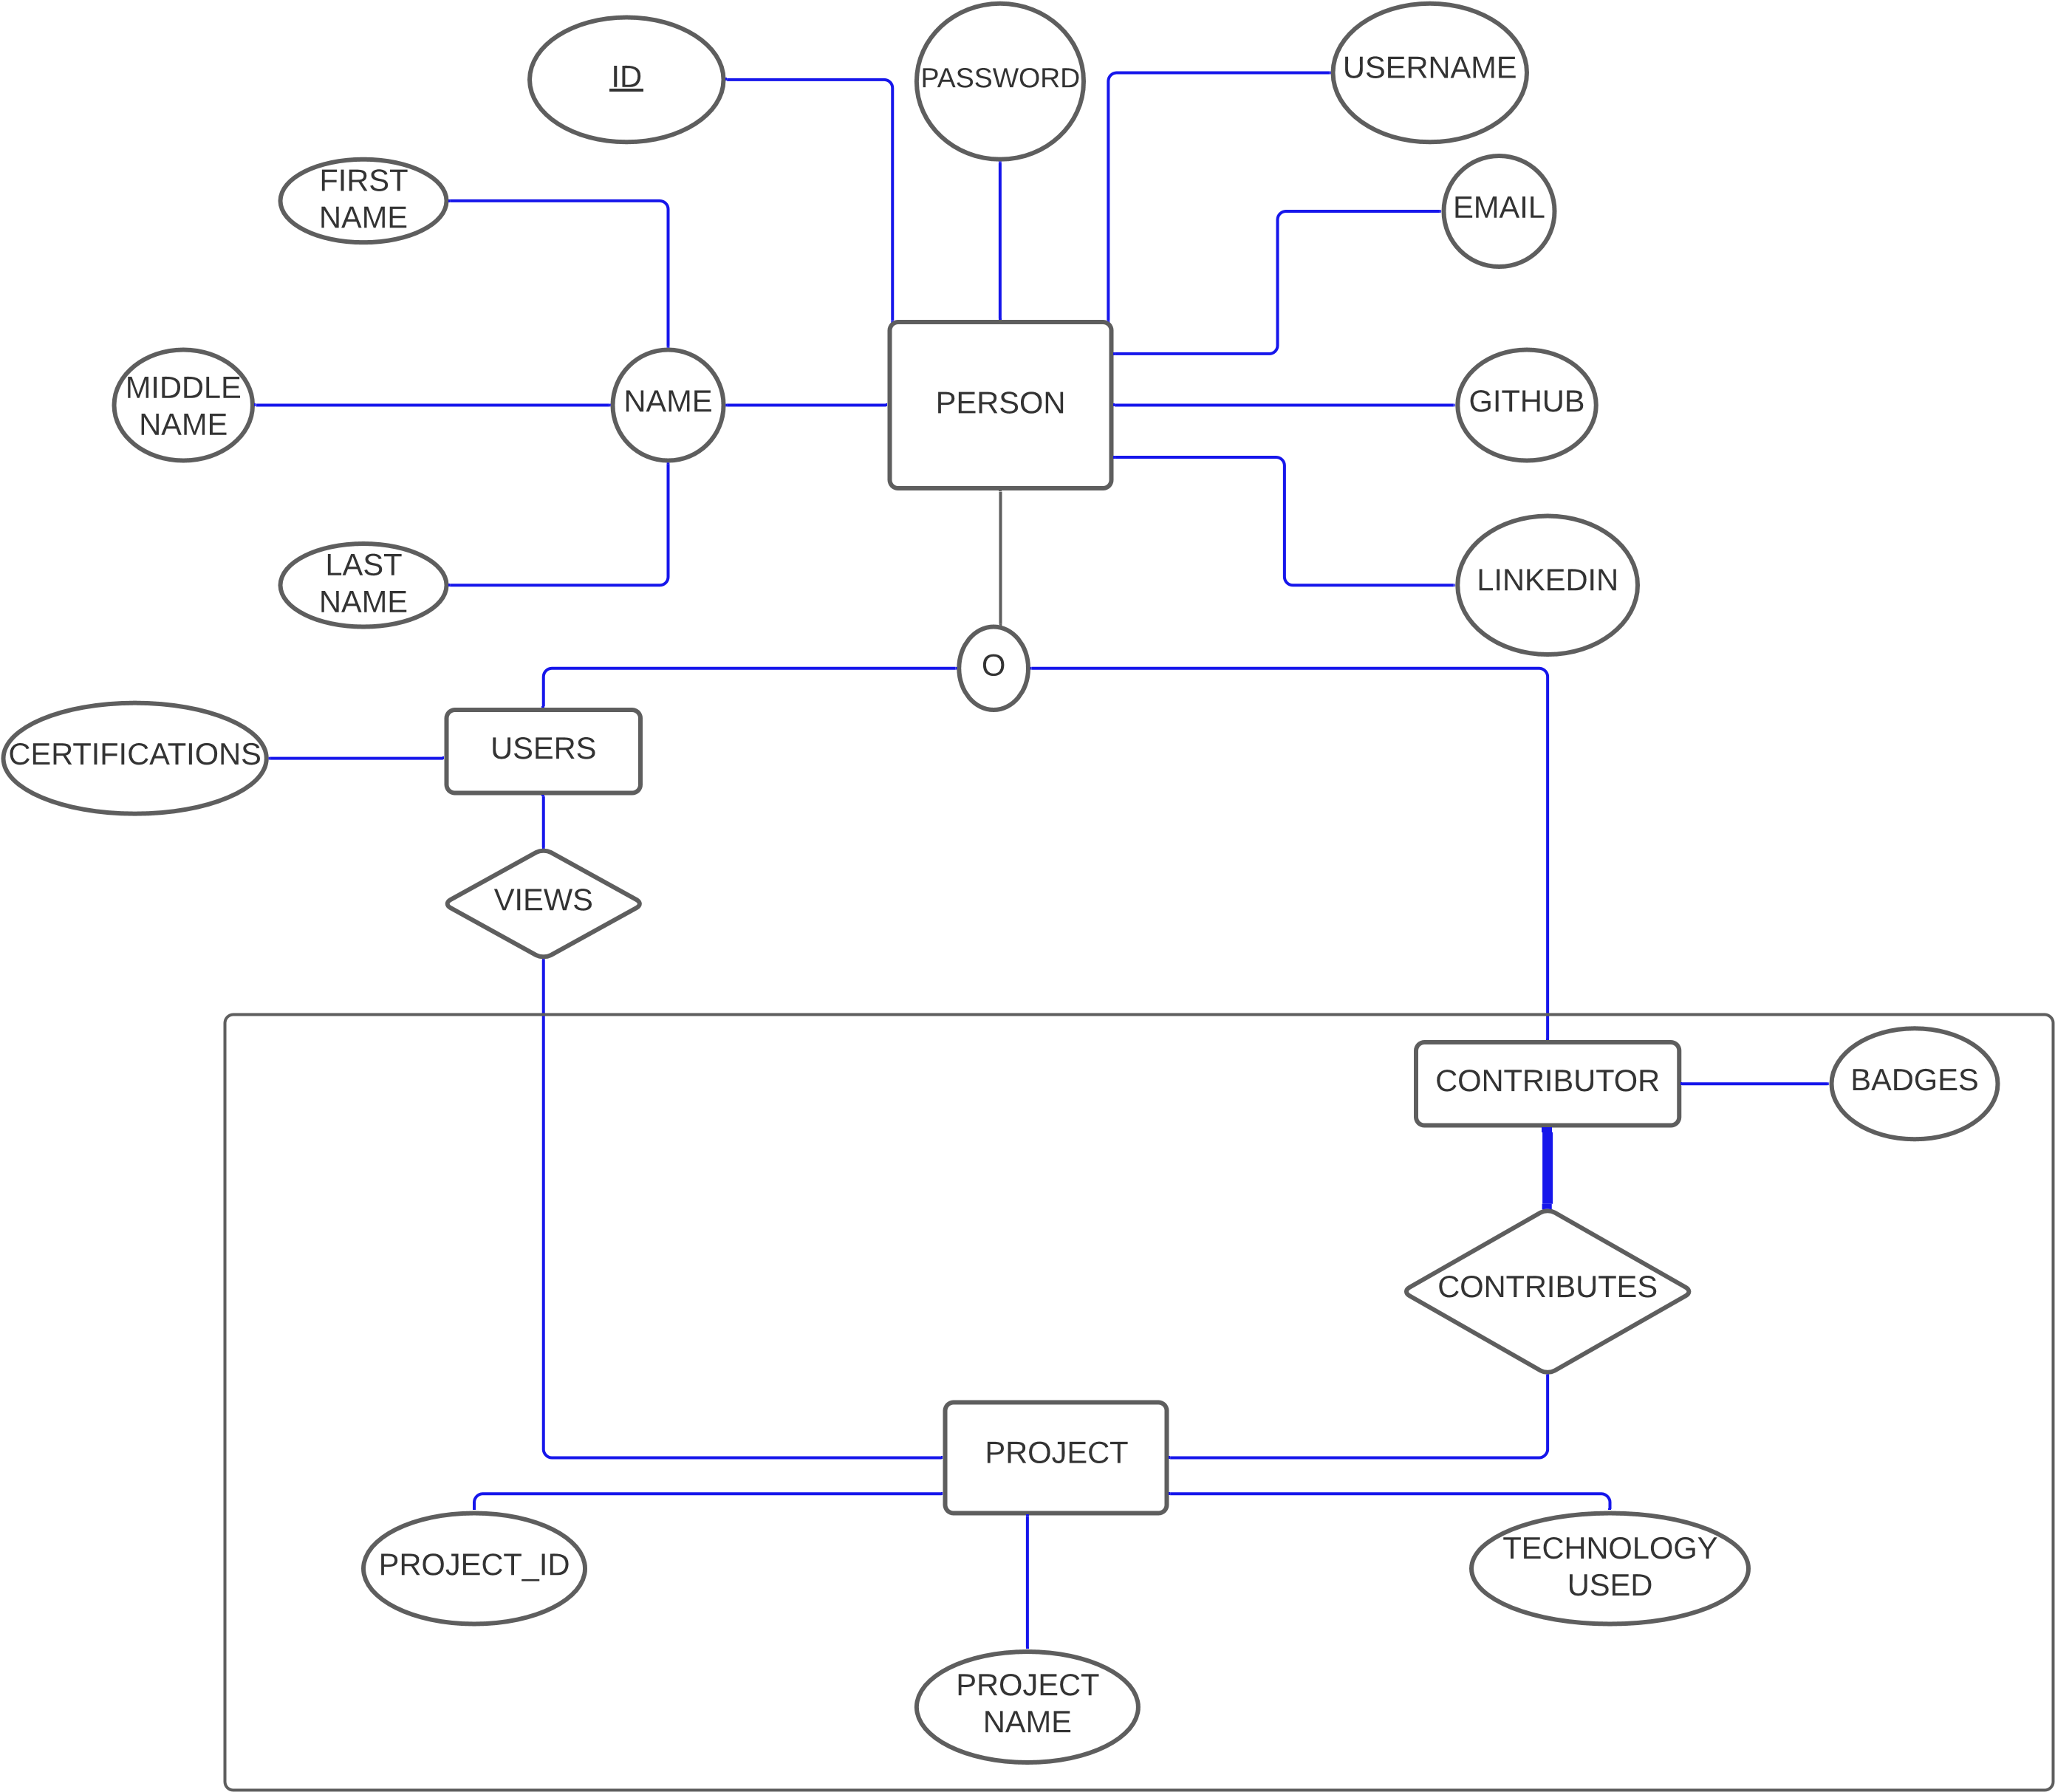 ID
PASSWORD
USERNAME
FIRST
NAME
EMAIL
MIDDLE
NAME
NAME
PERSON
GITHUB
LAST
NAME
LINKEDIN
O
CERTIFICATIONS
USERS
VIEWS
CONTRIBUTOR
BADGES
CONTRIBUTES
PROJECT
PROJECT_ID
TECHNOLOGY
USED
PROJECT
NAME